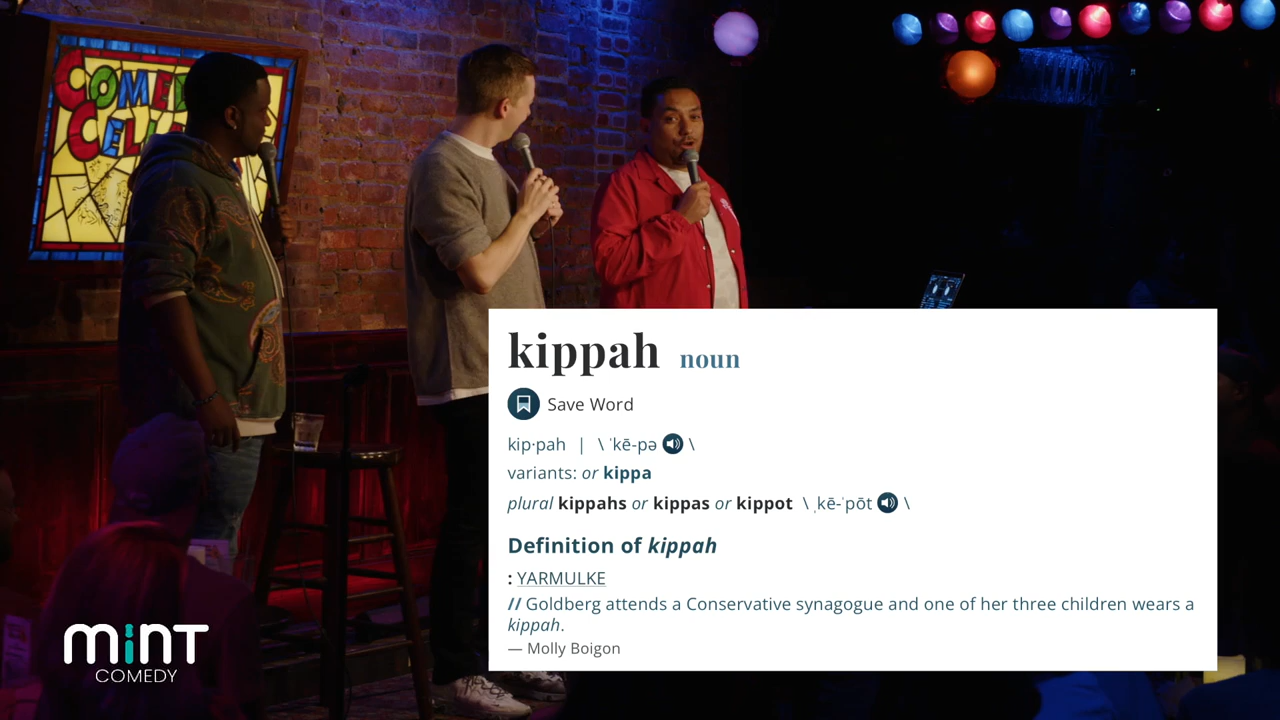 COMEDY
CELL
kippah noun
Save Word
kip·pah | \ ˈkē-pə \
variants: or kippa
plural kippahs or kippas or kippot \ ˌkē-ˈpōt \
Definition of kippah
: YARMULKE
// Goldberg attends a Conservative synagogue and one of her three children wears a
kippah.
— Molly Boigon
MINT
COMEDY